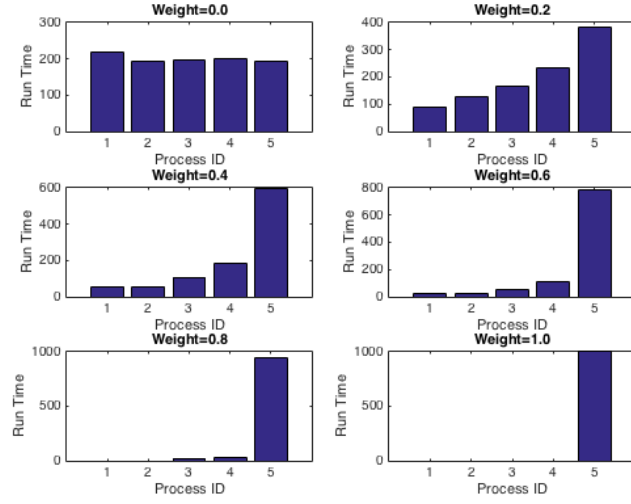 Weight=0.0
Run Time
300
200
100
0
1 2 3 4 5
Process ID
Weight=0.2
Run Time
400
300
200
100
0
1 2 3 4 5
Process ID
Weight=0.4
Run Time
600
400
200
0
1 2 3 4 5
Process ID
Weight=0.6
Run Time
800
600
400
200
0
1 2 3 4 5
Process ID
Weight=0.8
Run Time
1000
500
0
1 2 3 4 5
Process ID
Weight=1.0
Run Time
1000
500
0
1 2 3 4 5
Process ID